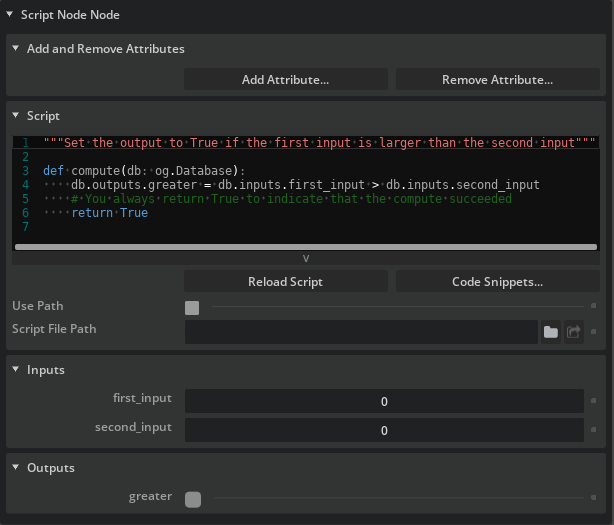 Script Node Node
Add and Remove Attributes
Add Attribute... Remove Attribute...
Script
1 """Set the output to True if the first input is larger than the second input"""
2
3 def compute(db: og.Database):
4     db.outputs.greater = db.inputs.first_input > db.inputs.second_input
5     # You always return True to indicate that the compute succeeded
6     return True
7
v
Reload Script Code Snippets...
Use Path
Script File Path
Inputs
first_input 0
second_input 0
Outputs
greater